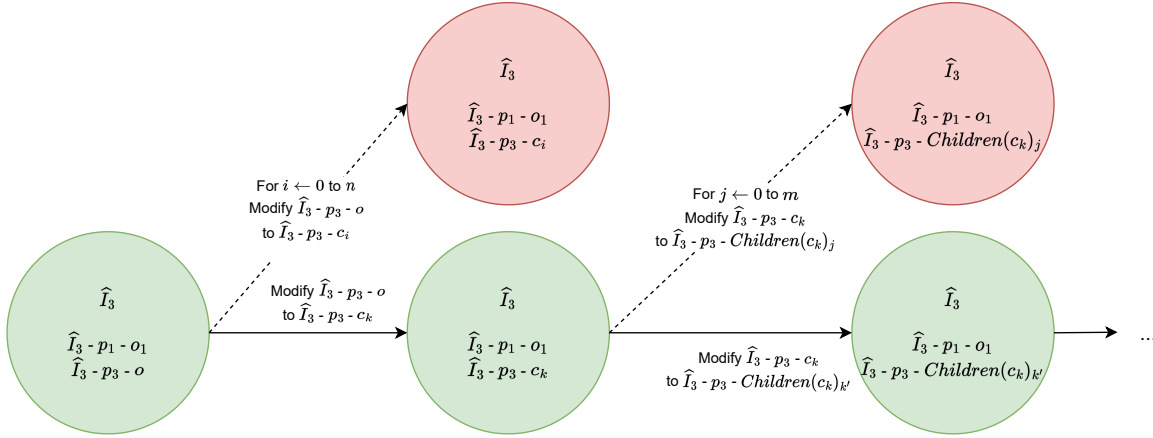 Î₃
Î₃ - p₁ - o₁
Î₃ - p₃ - cᵢ
Î₃
Î₃ - p₁ - o₁
Î₃ - p₃ - Children(cₖ)ⱼ
For i ← 0 to n
Modify Î₃ - p₃ - o
to Î₃ - p₃ - cᵢ
For j ← 0 to m
Modify Î₃ - p₃ - cₖ
to Î₃ - p₃ - Children(cₖ)ⱼ
Î₃
Î₃ - p₁ - o₁
Î₃ - p₃ - o
Modify Î₃ - p₃ - o
to Î₃ - p₃ - cₖ
Î₃
Î₃ - p₁ - o₁
Î₃ - p₃ - cₖ
Modify Î₃ - p₃ - cₖ
to Î₃ - p₃ - Children(cₖ)ₖ′
Î₃
Î₃ - p₁ - o₁
Î₃ - p₃ - Children(cₖ)ₖ′
...